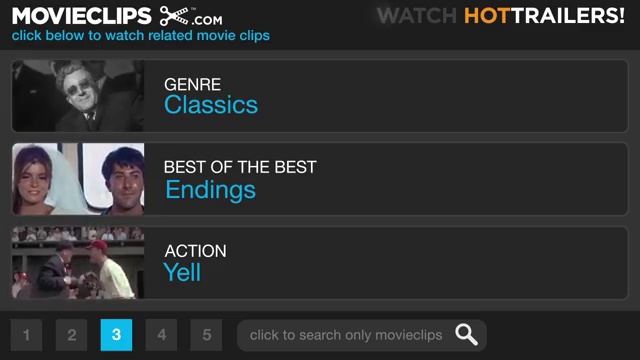 MOVIECLIPS .COM™
WATCH HOTTRAILERS!
click below to watch related movie clips
GENRE
Classics
BEST OF THE BEST
Endings
ACTION
Yell
1 2 3 4 5
click to search only movieclips